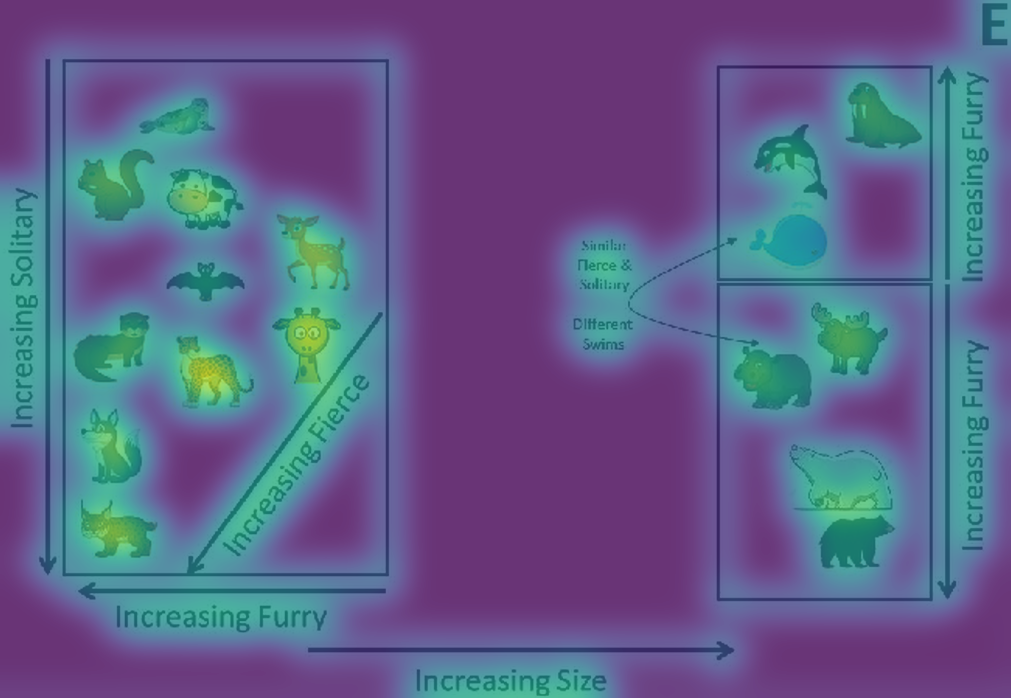 E
Increasing Solitary
Increasing Fierce
Increasing Furry
Similar
Fierce &
Solitary
Different
Swims
Increasing Furry
Increasing Furry
Increasing Size